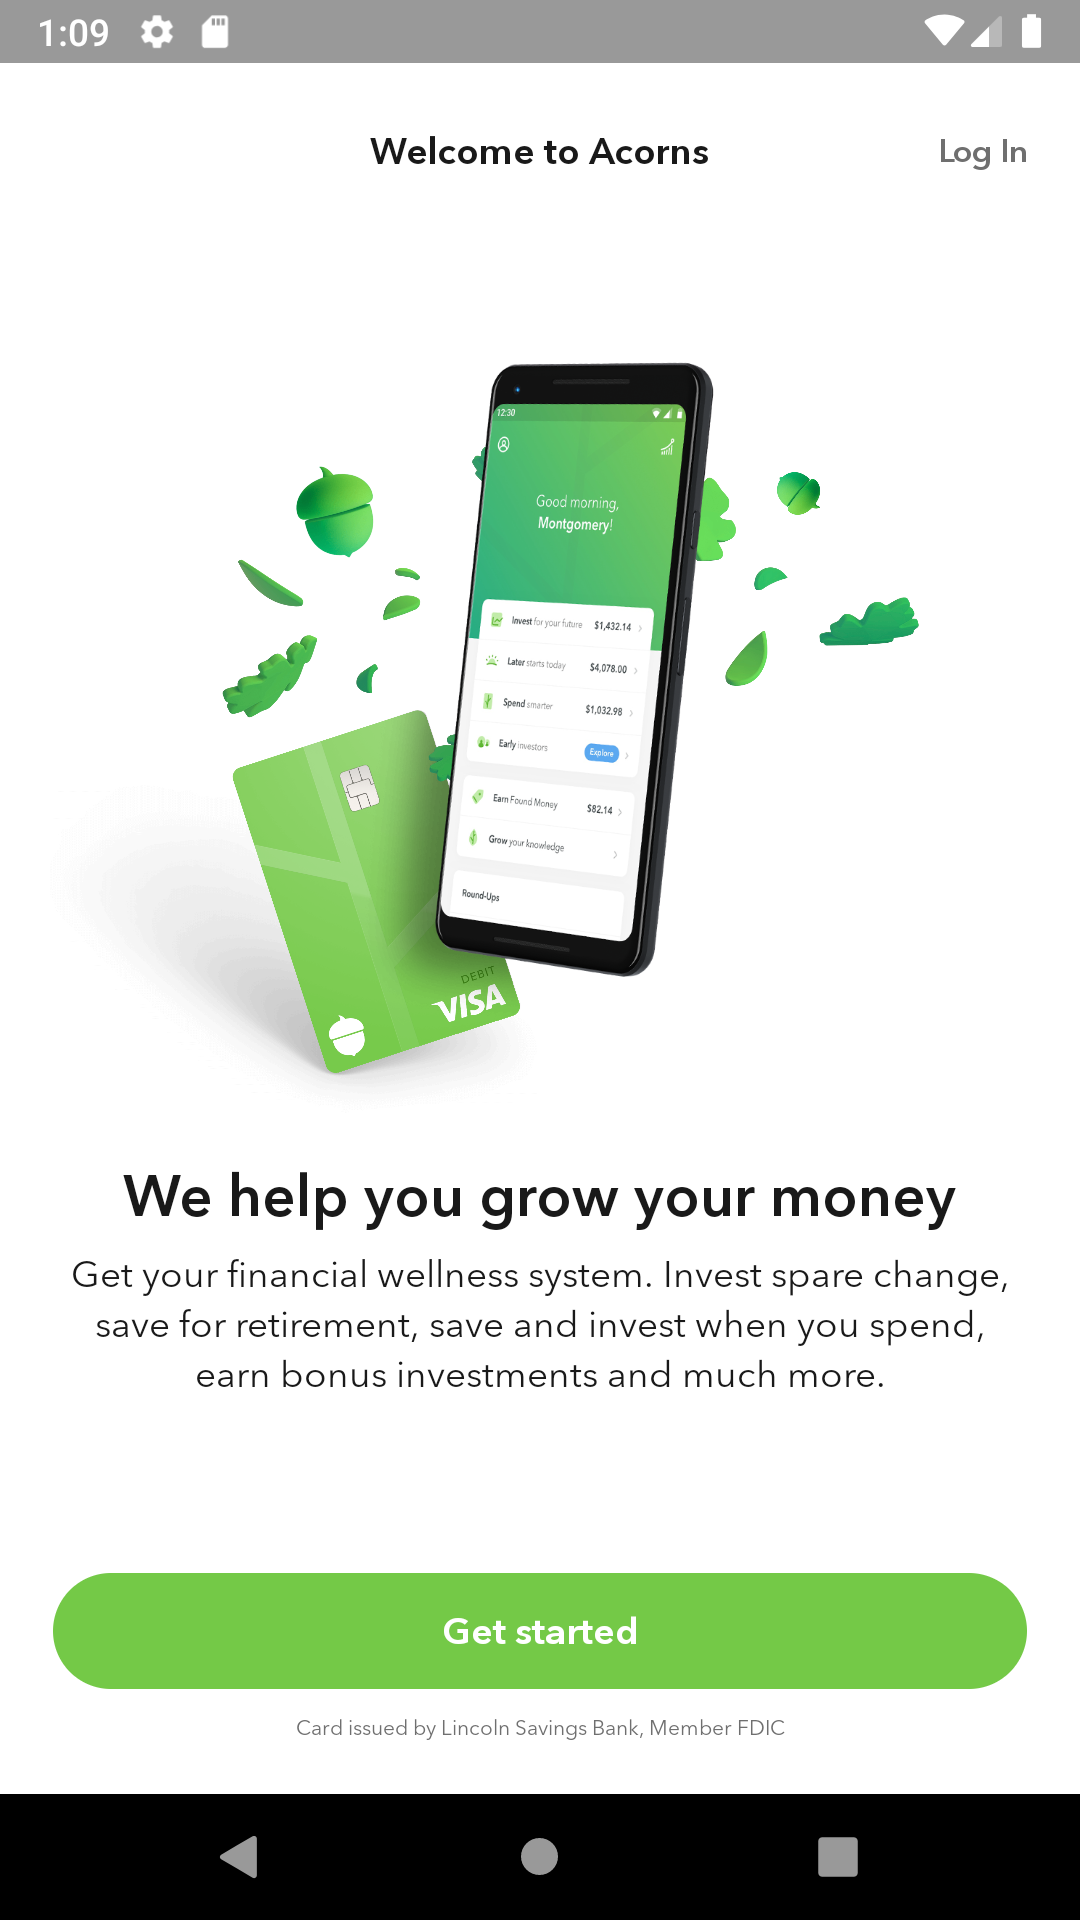 1:09
Welcome to Acorns
Log In
12:30
Good morning,
Montgomery!
Invest for your future $1,432.14
Later starts today $4,078.00
Spend smarter $1,032.98
Early investors Explore
Earn Found Money $82.14
Grow your knowledge
Round-Ups
DEBIT
VISA
We help you grow your money
Get your financial wellness system. Invest spare change,
save for retirement, save and invest when you spend,
earn bonus investments and much more.
Get started
Card issued by Lincoln Savings Bank, Member FDIC